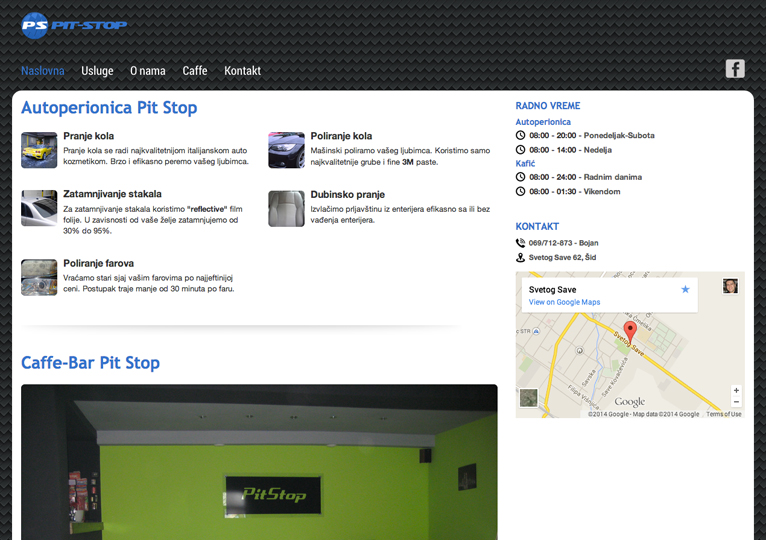 PS PIT-STOP
Naslovna Usluge O nama Caffe Kontakt
Autoperionica Pit Stop
Pranje kola
Pranje kola se radi najkvalitetnijom italijanskom auto
kozmetikom. Brzo i efikasno peremo vašeg ljubimca.
Poliranje kola
Mašinski poliramo vašeg ljubimca. Koristimo samo
najkvalitetnije grube i fine 3M paste.
Zatamnjivanje stakala
Za zatamnjivanje stakala koristimo "reflective" film
folije. U zavisnosti od vaše želje zatamnjujemo od
30% do 95%.
Dubinsko pranje
Izvlačimo prljavštinu iz enterijera efikasno sa ili bez
vađenja enterijera.
Poliranje farova
Vraćamo stari sjaj vašim farovima po najjeftinijoj
ceni. Postupak traje manje od 30 minuta po faru.
Caffe-Bar Pit Stop
PitStop
RADNO VREME
Autoperionica
08:00 - 20:00 - Ponedeljak-Subota
08:00 - 14:00 - Nedelja
Kafić
08:00 - 24:00 - Radnim danima
08:00 - 01:30 - Vikendom
KONTAKT
069/712-873 - Bojan
Svetog Save 62, Šid
Svetog Save
View on Google Maps
STR
Svetog Save
Savska
Save Kovačevića
Filipa Višnjića
Google
©2014 Google - Map data ©2014 Google
Terms of Use